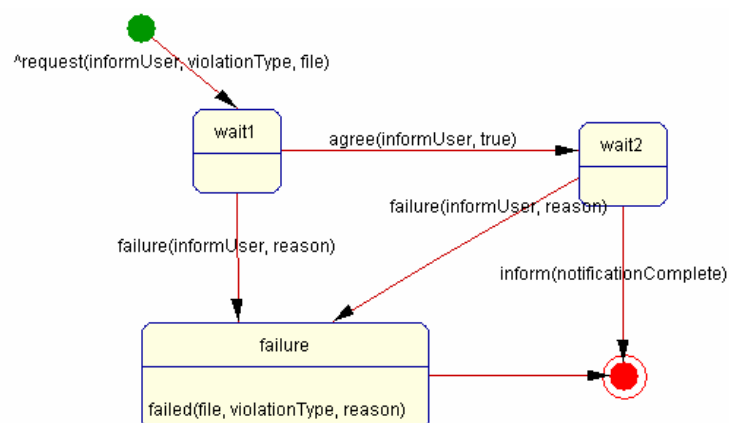 ^request(informUser, violationType, file)
wait1
agree(informUser, true)
wait2
failure(informUser, reason)
failure(informUser, reason)
inform(notificationComplete)
failure
failed(file, violationType, reason)